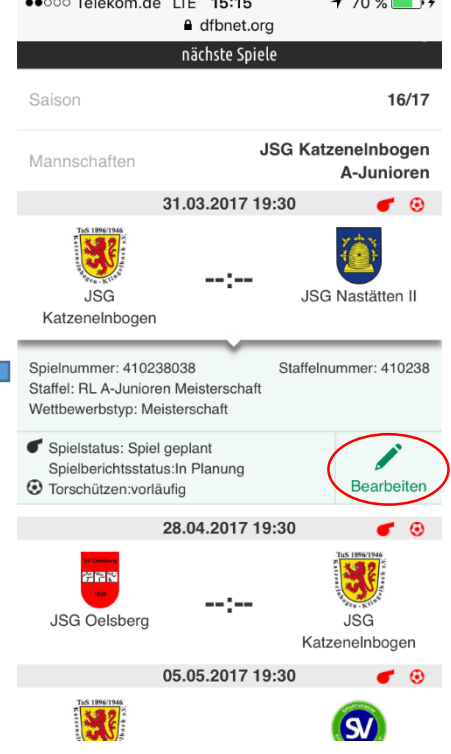 ●●○○○ Telekom.de LTE 15:15 70 %
dfbnet.org
nächste Spiele
Saison 16/17
Mannschaften JSG Katzenelnbogen
A-Junioren
31.03.2017 19:30
TuS 1896/1946
Katzenelnbogen-Klingelbach e.V.
--:--
JSG
Katzenelnbogen
JSG Nastätten II
Spielnummer: 410238038 Staffelnummer: 410238
Staffel: RL A-Junioren Meisterschaft
Wettbewerbstyp: Meisterschaft
Spielstatus: Spiel geplant
Spielberichtsstatus:In Planung
Torschützen:vorläufig
Bearbeiten
28.04.2017 19:30
TuS 1896/1946
--:--
JSG Oelsberg
JSG
Katzenelnbogen
05.05.2017 19:30
TuS 1896/1946
SV